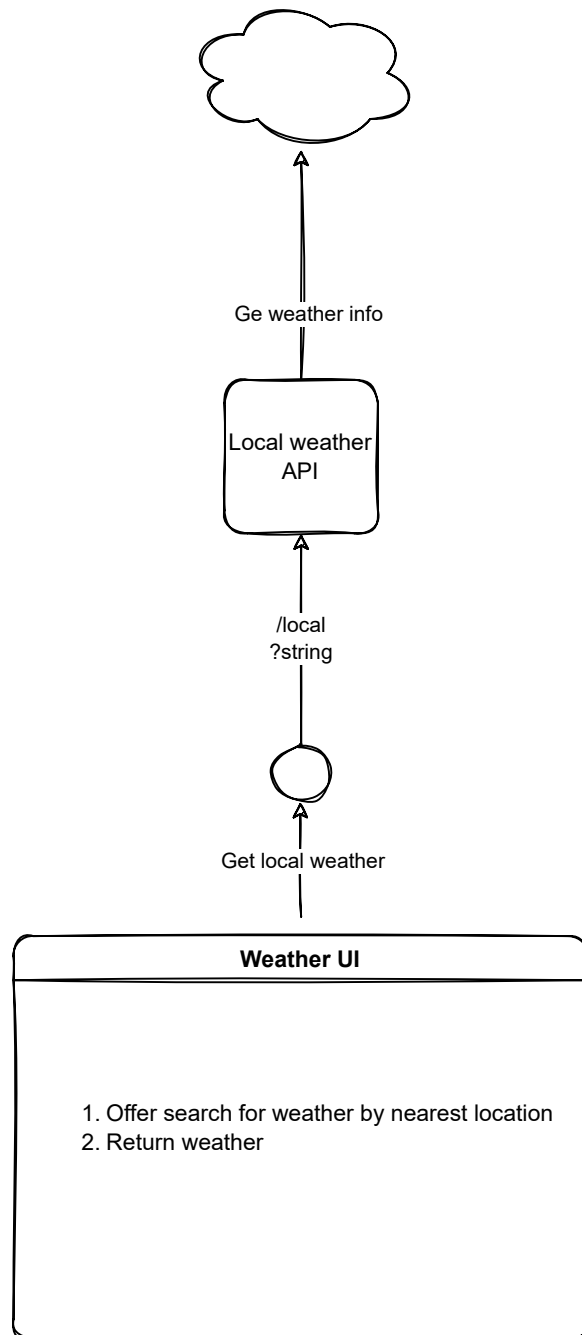 Ge weather info
Local weather
API
/local
?string
Get local weather
Weather UI
1. Offer search for weather by nearest location
2. Return weather